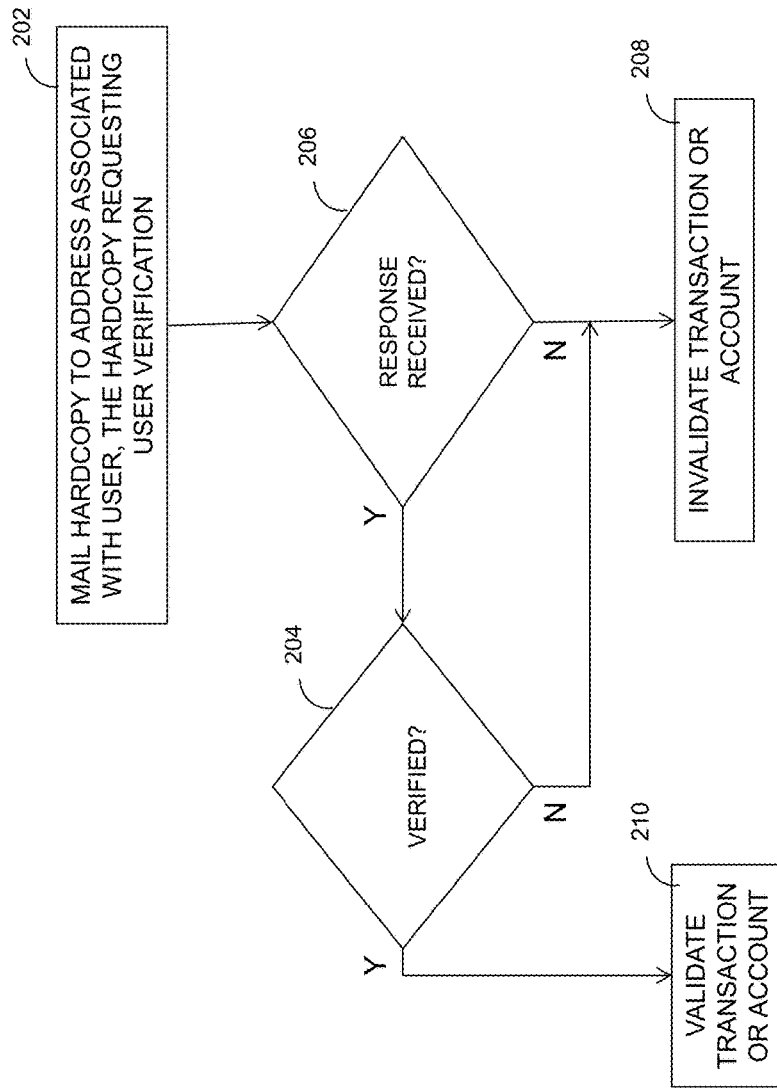 202
MAIL HARDCOPY TO ADDRESS ASSOCIATED
WITH USER, THE HARDCOPY REQUESTING
USER VERIFICATION
206
RESPONSE
RECEIVED?
Y
N
204
VERIFIED?
Y
N
208
INVALIDATE TRANSACTION OR
ACCOUNT
210
VALIDATE
TRANSACTION
OR ACCOUNT